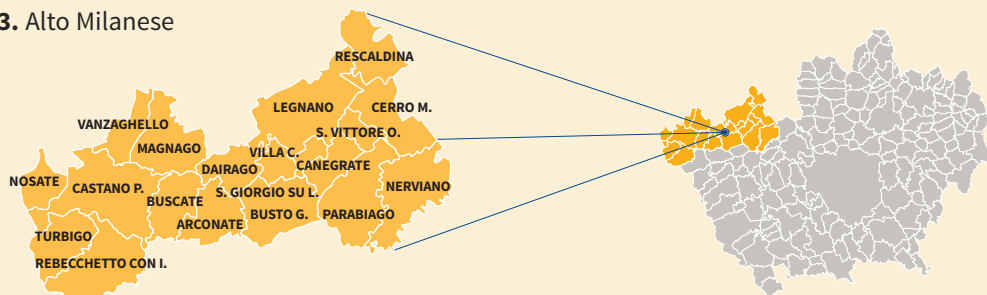 3. Alto Milanese
RESCALDINA
LEGNANO
CERRO M.
VANZAGHELLO
S. VITTORE O.
MAGNAGO
VILLA C.
CANEGRATE
DAIRAGO
NOSATE
CASTANO P.
S. GIORGIO SU L.
NERVIANO
BUSCATE
BUSTO G.
PARABIAGO
ARCONATE
TURBIGO
REBECCHETTO CON I.